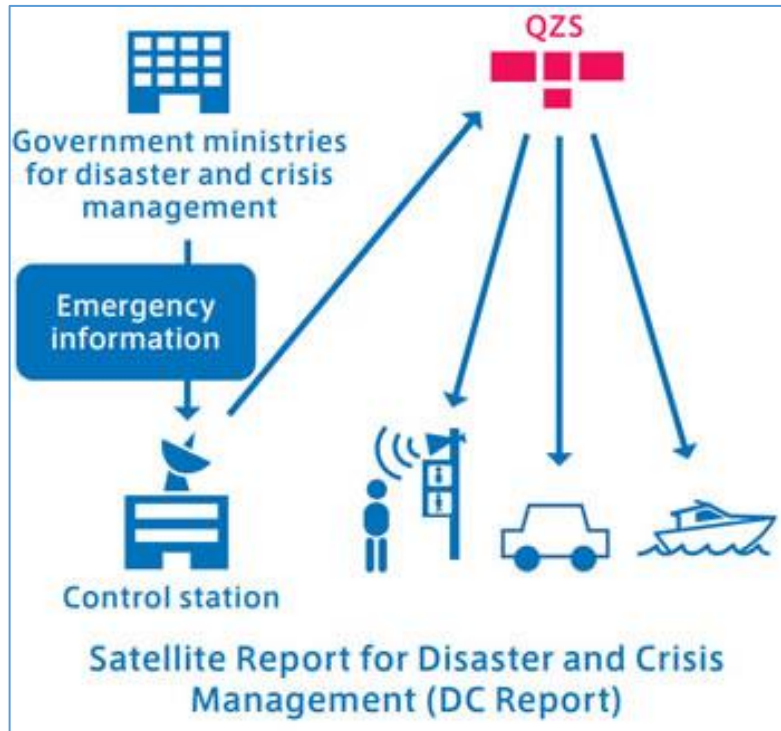 QZS
Government ministries
for disaster and crisis
management
Emergency
information
Control station
Satellite Report for Disaster and Crisis
Management (DC Report)